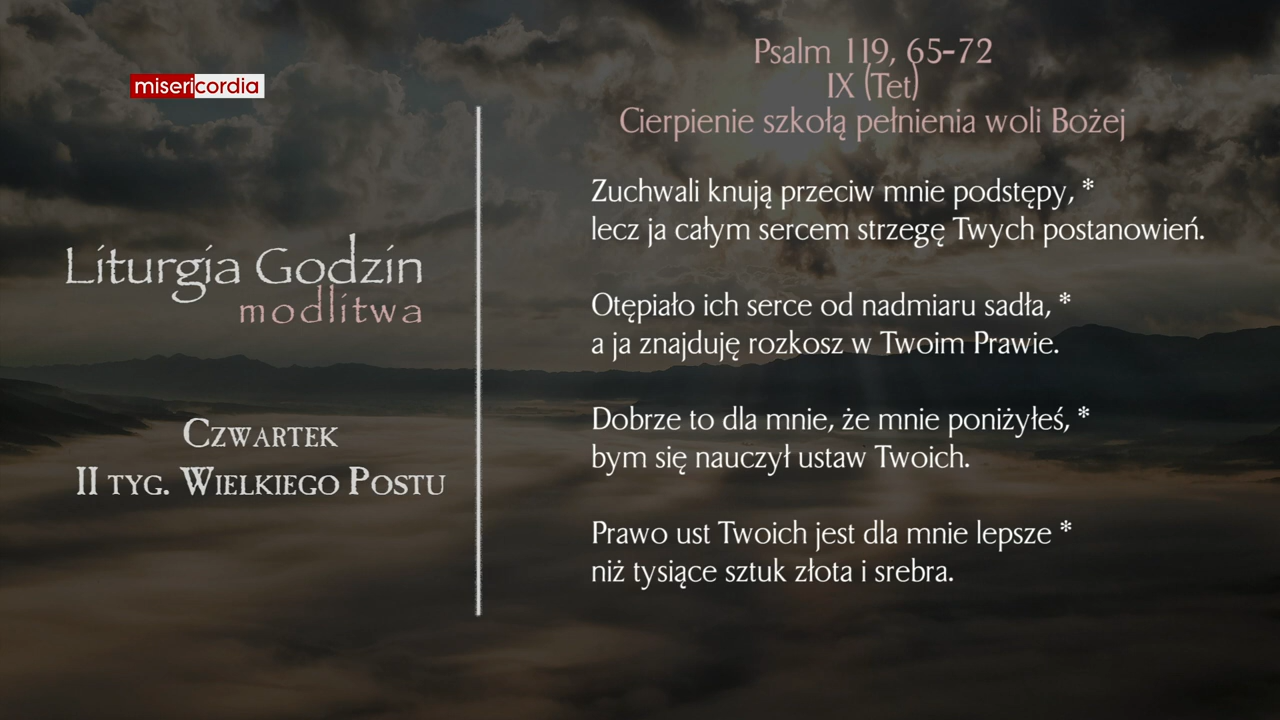 misericordia
Liturgia Godzin
modlitwa
Czwartek
II tyg. Wielkiego Postu
Psalm 119, 65-72
IX (Tet)
Cierpienie szkołą pełnienia woli Bożej
Zuchwali knują przeciw mnie podstępy, *
lecz ja całym sercem strzegę Twych postanowień.
Otępiało ich serce od nadmiaru sadła, *
a ja znajduję rozkosz w Twoim Prawie.
Dobrze to dla mnie, że mnie poniżyłeś, *
bym się nauczył ustaw Twoich.
Prawo ust Twoich jest dla mnie lepsze *
niż tysiące sztuk złota i srebra.